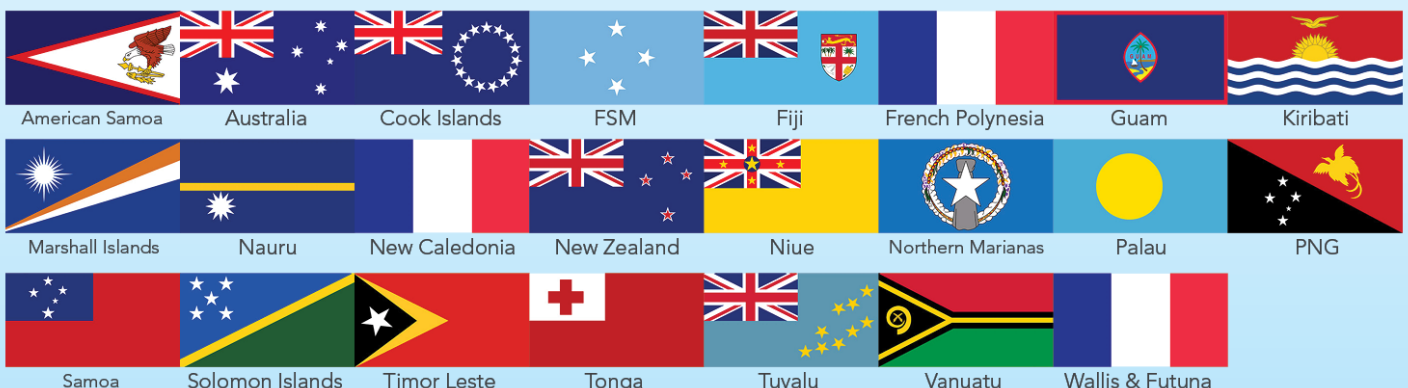 American Samoa Australia Cook Islands FSM Fiji French Polynesia Guam Kiribati
Marshall Islands Nauru New Caledonia New Zealand Niue Northern Marianas Palau PNG
Samoa Solomon Islands Timor Leste Tonga Tuvalu Vanuatu Wallis & Futuna